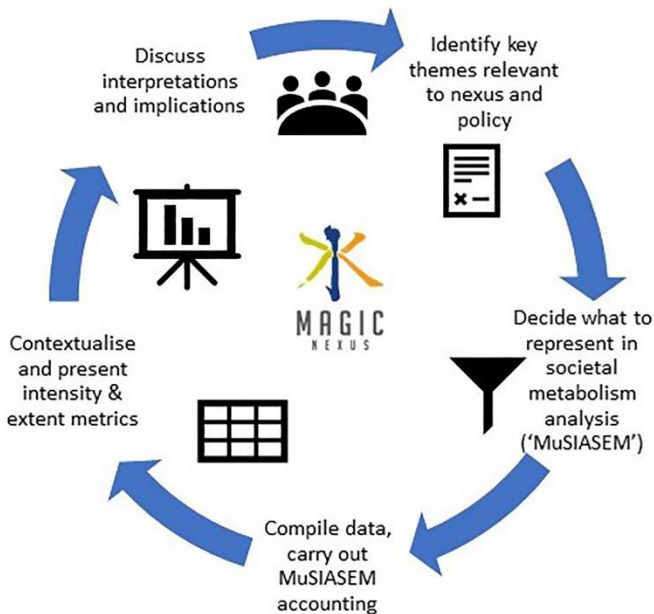 Discuss
interpretations
and implications
Identify key
themes relevant
to nexus and
policy
Decide what to
represent in
societal
metabolism
analysis
('MuSIASEM')
Compile data,
carry out
MuSIASEM
accounting
Contextualise
and present
intensity &
extent metrics
MAGIC
NEXUS